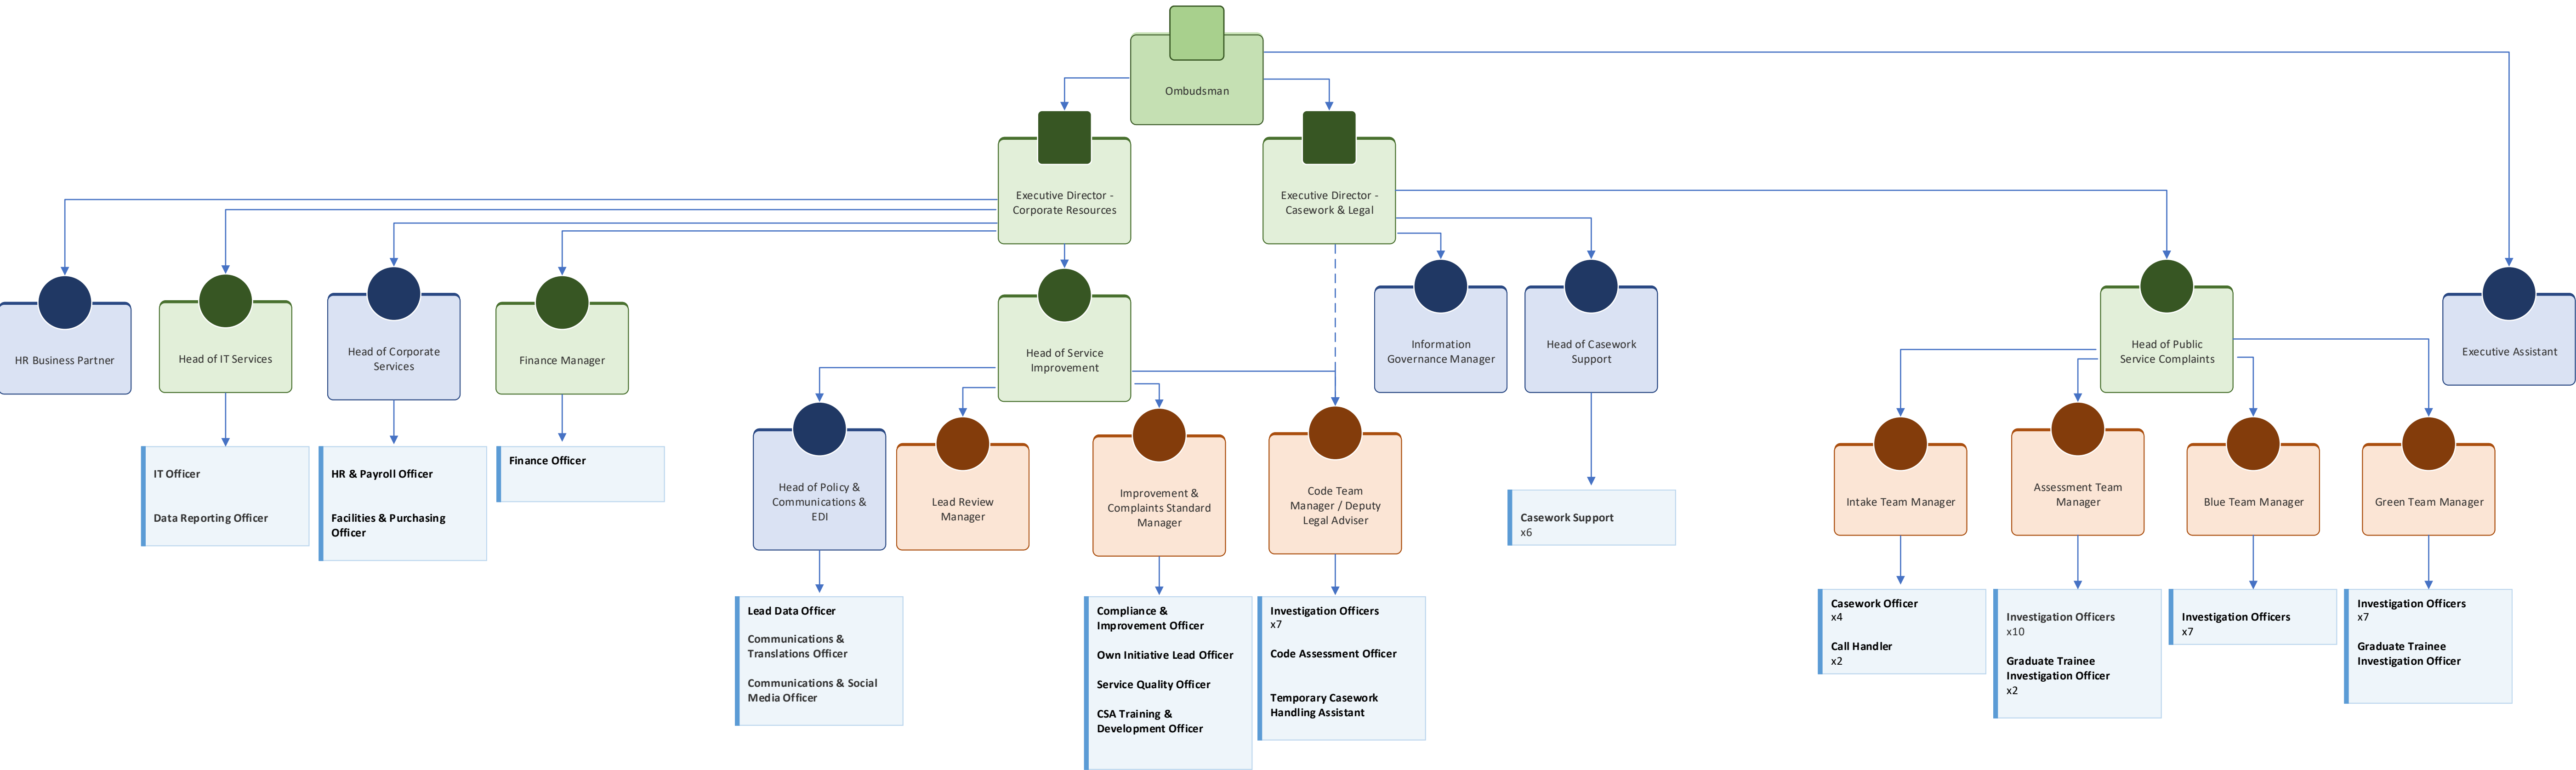 Ombudsman
Executive Director -
Corporate Resources
Executive Director -
Casework & Legal
HR Business Partner
Head of IT Services
Head of Corporate
Services
Finance Manager
Head of Service
Improvement
Information
Governance Manager
Head of Casework
Support
Head of Public
Service Complaints
Executive Assistant
IT Officer
Data Reporting Officer
HR & Payroll Officer
Facilities & Purchasing
Officer
Finance Officer
Head of Policy &
Communications &
EDI
Lead Review
Manager
Improvement &
Complaints Standard
Manager
Code Team
Manager / Deputy
Legal Adviser
Casework Support
x6
Intake Team Manager
Assessment Team
Manager
Blue Team Manager
Green Team Manager
Lead Data Officer
Communications &
Translations Officer
Communications & Social
Media Officer
Compliance &
Improvement Officer
Own Initiative Lead Officer
Service Quality Officer
CSA Training &
Development Officer
Investigation Officers
x7
Code Assessment Officer
Temporary Casework
Handling Assistant
Casework Officer
x4
Call Handler
x2
Investigation Officers
x10
Graduate Trainee
Investigation Officer
x2
Investigation Officers
x7
Investigation Officers
x7
Graduate Trainee
Investigation Officer